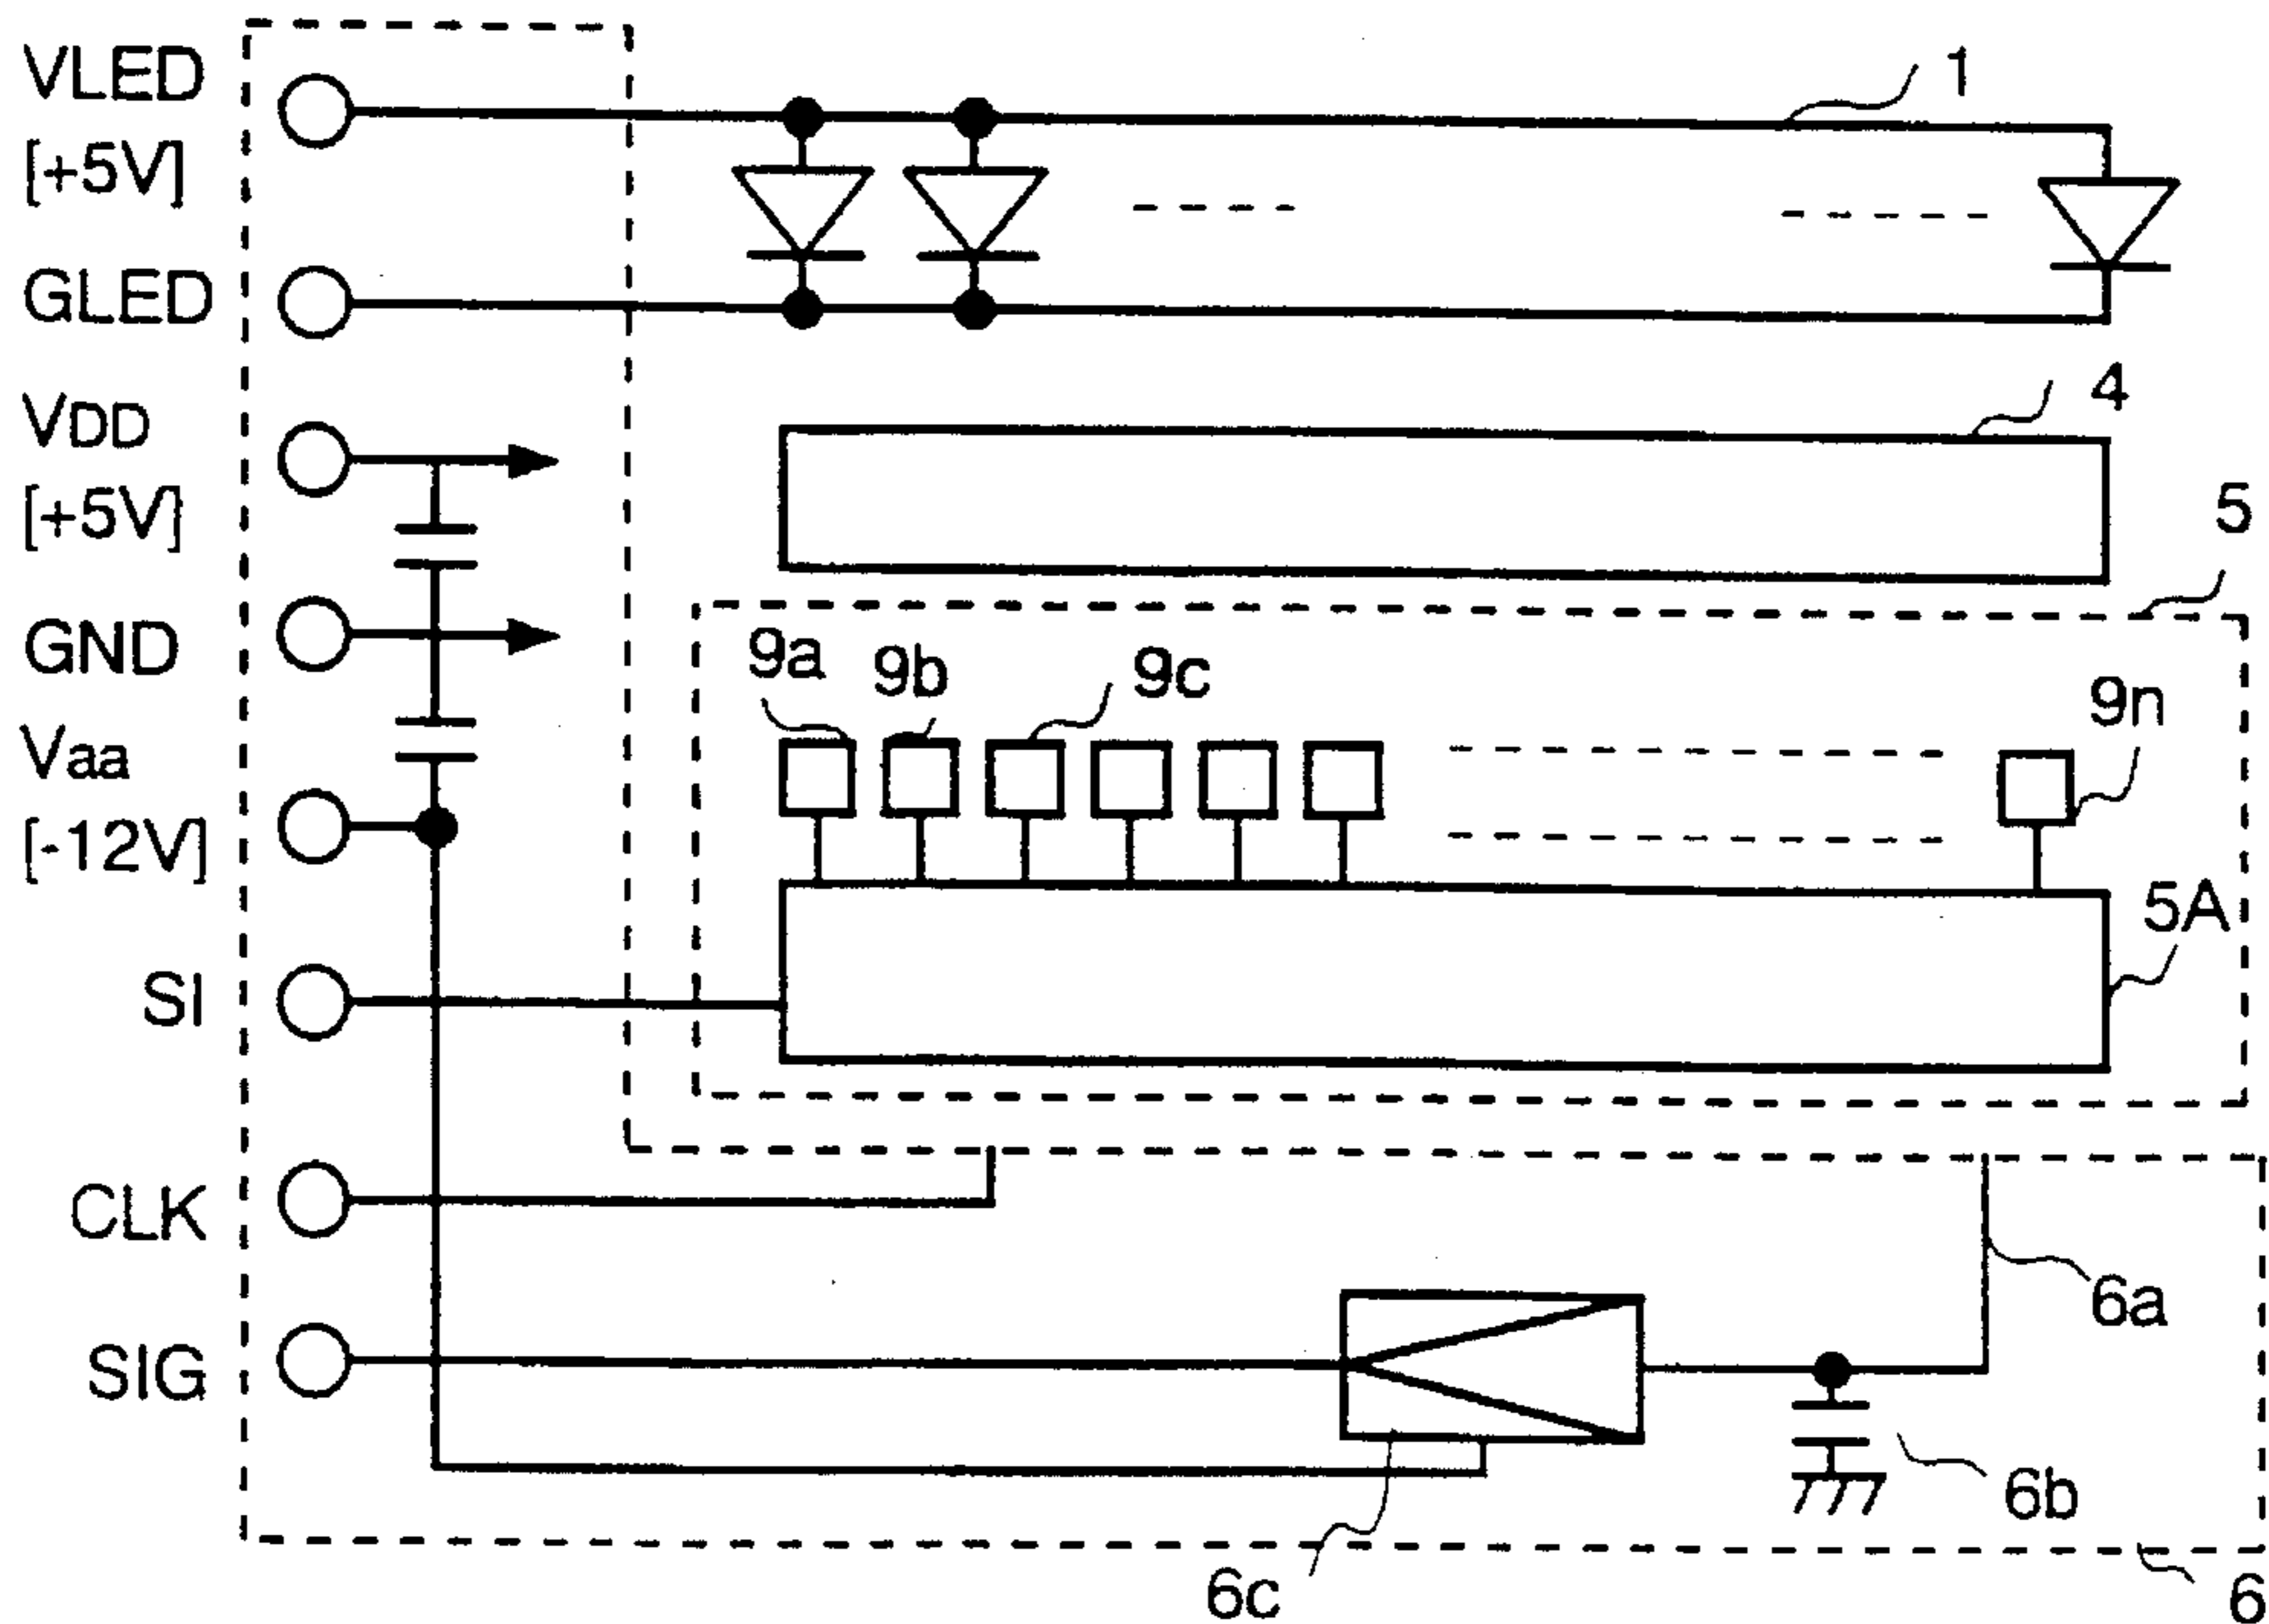 VLED
[+5V]
1
GLED
VDD
[+5V]
4
5
GND
9a
9b
9c
9n
Vaa
[-12V]
5A
SI
CLK
6a
SIG
6b
6c
6